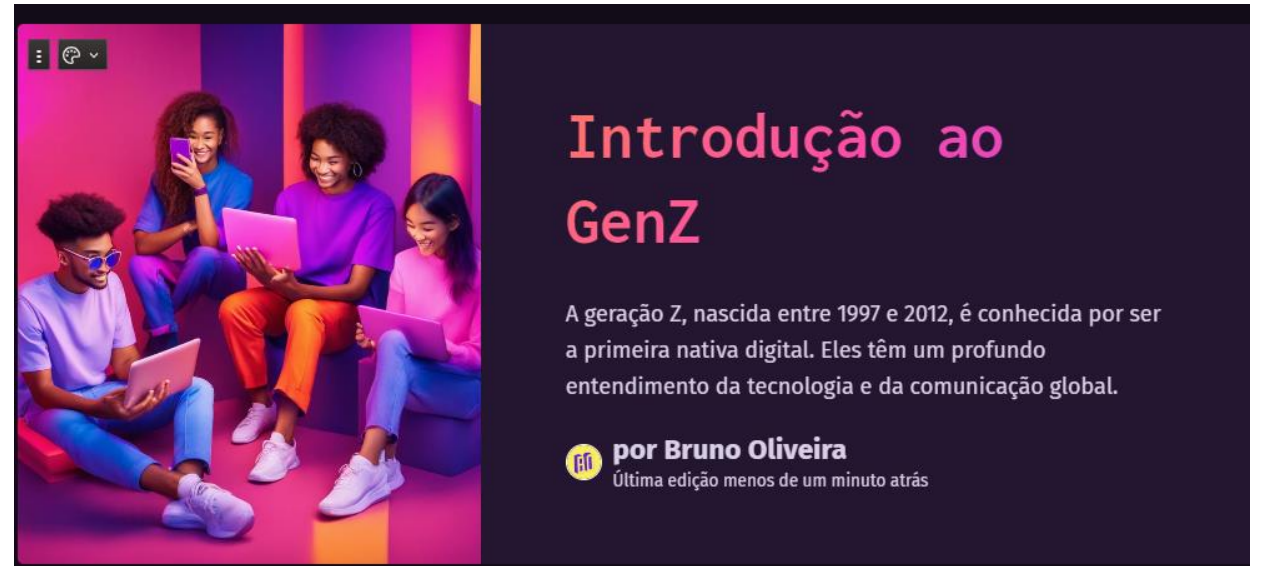 Introdução ao
GenZ
A geração Z, nascida entre 1997 e 2012, é conhecida por ser
a primeira nativa digital. Eles têm um profundo
entendimento da tecnologia e da comunicação global.
por Bruno Oliveira
Última edição menos de um minuto atrás